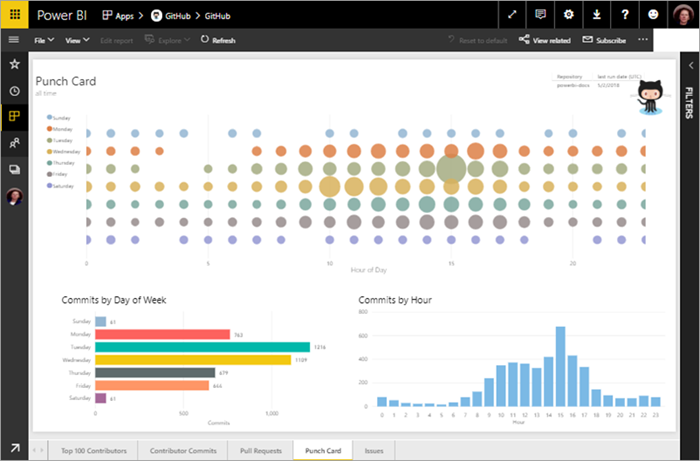 Power BI Apps > GitHub > GitHub
File View Edit report Explore Refresh Reset to default View related Subscribe ...
FILTERS
Punch Card
all time
Repository last run date (UTC)
powerbi-docs 5/2/2018
Sunday
Monday
Tuesday
Wednesday
Thursday
Friday
Saturday
0 5 10 15 20
Hour of Day
Commits by Day of Week
Sunday 61
Monday 763
Tuesday 1216
Wednesday 1109
Thursday 679
Friday 644
Saturday 61
0 500 1,000
Commits
Commits by Hour
800
600
400
200
0
0 1 2 3 4 5 6 7 8 9 10 11 12 13 14 15 16 17 18 19 20 21 22 23
Hour
Top 100 Contributors Contributor Commits Pull Requests Punch Card Issues